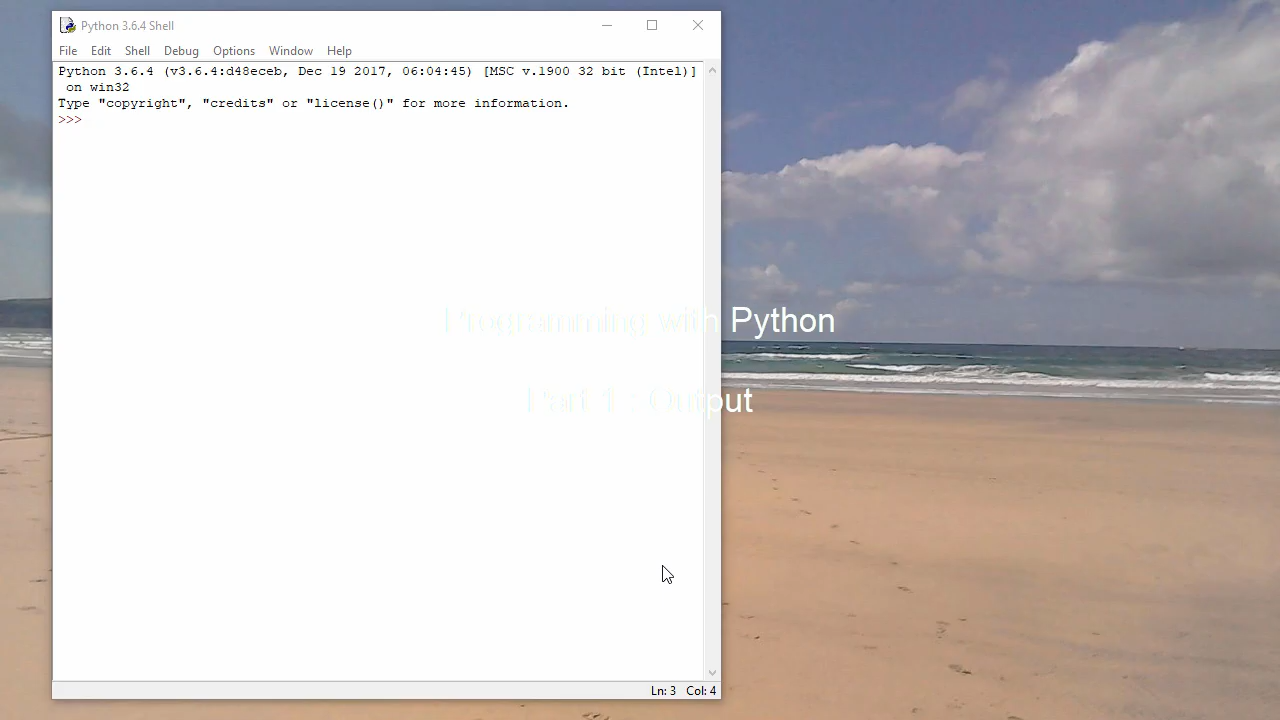 Python 3.6.4 Shell
File Edit Shell Debug Options Window Help
Python 3.6.4 (v3.6.4:d48eceb, Dec 19 2017, 06:04:45) [MSC v.1900 32 bit (Intel)]
on win32
Type "copyright", "credits" or "license()" for more information.
>>>
Programming with Python
Part 1 : Output
Ln: 3 Col: 4